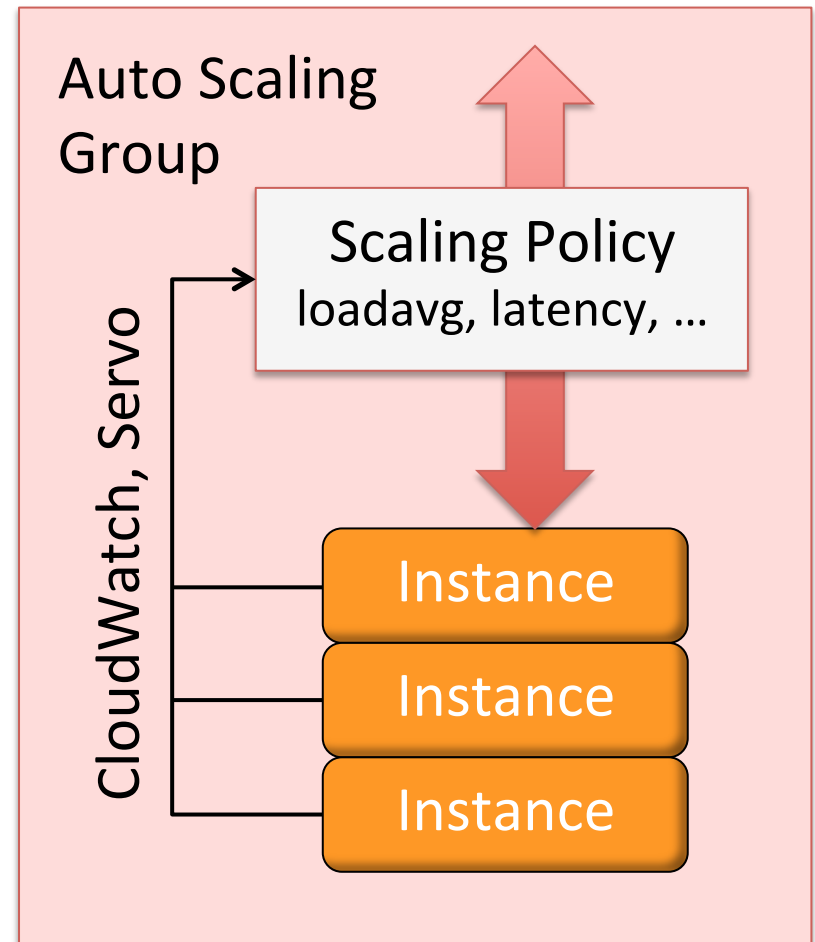 Auto Scaling
Group
Scaling Policy
loadavg, latency, ...
CloudWatch, Servo
Instance
Instance
Instance